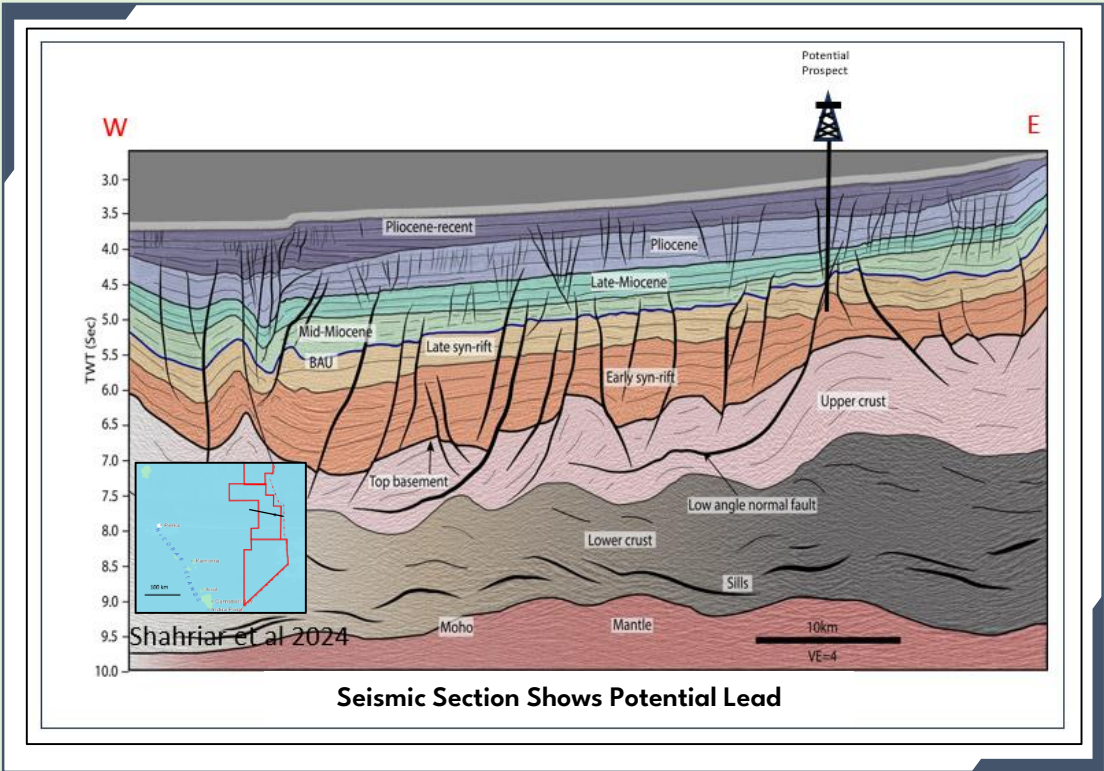 Potential
Prospect
W
E
3.0
3.5
4.0
4.5
5.0
5.5
6.0
6.5
7.0
7.5
8.0
8.5
9.0
9.5
10.0
TWT (Sec)
Pliocene-recent
Pliocene
Late-Miocene
Mid-Miocene
BAU
Late syn-rift
Early syn-rift
Upper crust
Top basement
Low angle normal fault
Lower crust
Sills
Moho
Mantle
10km
VE=4
100 km
Shahriar et al 2024
Seismic Section Shows Potential Lead